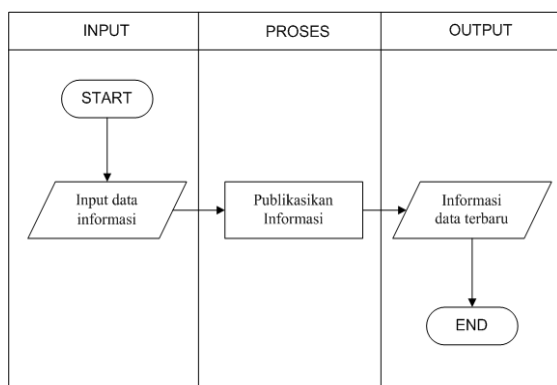 INPUT
PROSES
OUTPUT
START
Input data
informasi
Publikasikan
Informasi
Informasi
data terbaru
END